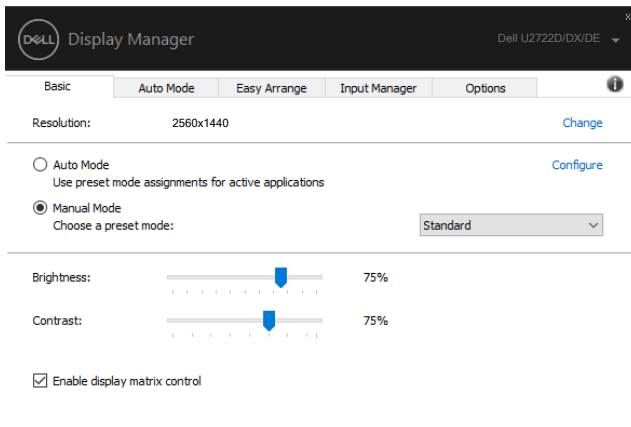 DELL Display Manager
Dell U2722D/DX/DE
x
Basic Auto Mode Easy Arrange Input Manager Options i
Resolution: 2560x1440 Change
Auto Mode Configure
Use preset mode assignments for active applications
Manual Mode
Choose a preset mode: Standard
Brightness: 75%
Contrast: 75%
Enable display matrix control